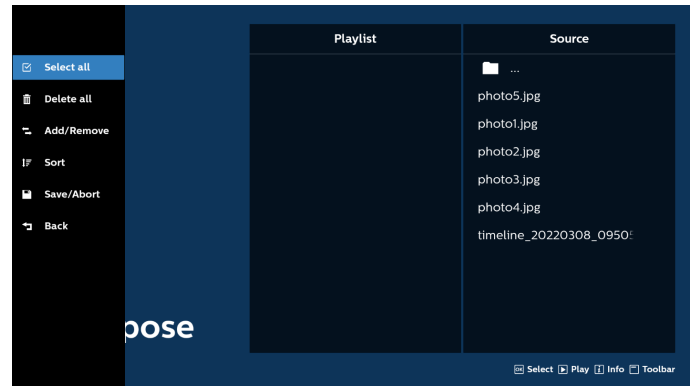 Select all
Delete all
Add/Remove
Sort
Save/Abort
Back
pose
Playlist
Source
...
photo5.jpg
photo1.jpg
photo2.jpg
photo3.jpg
photo4.jpg
timeline_20220308_0950
OK Select Play i Info Toolbar